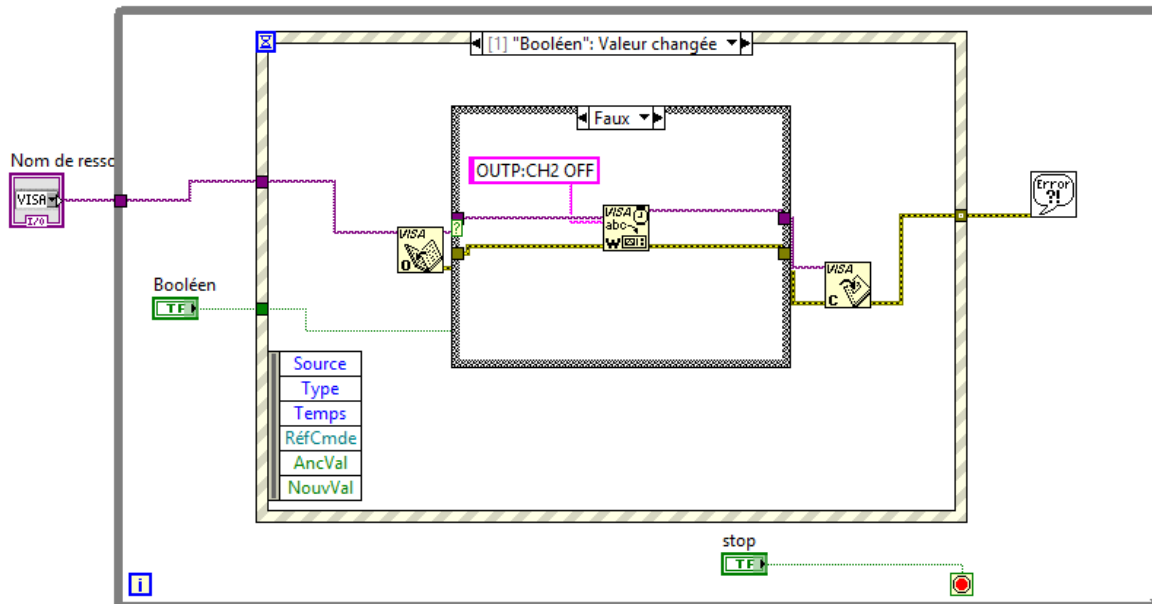 [1] "Booléen": Valeur changée
Faux
Nom de resso
VISA
I/O
OUTP:CH2 OFF
VISA
abc
W
Error
?!
VISA
O
?
VISA
C
Booléen
TF
Source
Type
Temps
RéfCmde
AncVal
NouvVal
stop
TF
i